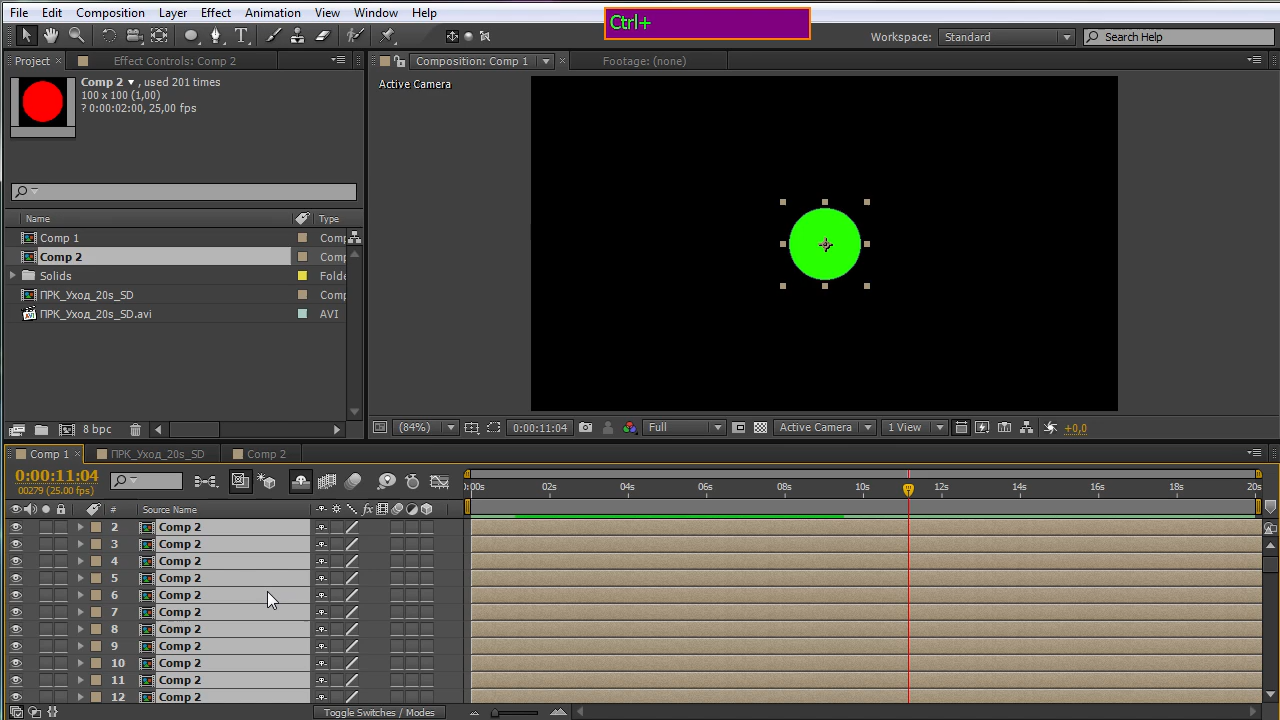 File Edit Composition Layer Effect Animation View Window Help
Ctrl+
Workspace: Standard Search Help
Project Effect Controls: Comp 2 Composition: Comp 1 Footage: (none)
Comp 2 , used 201 times
100 x 100 (1,00)
? 0:00:02:00, 25,00 fps
Active Camera
Name Type
Comp 1 Comp
Comp 2 Comp
Solids Folde
ПРК_Уход_20s_SD Comp
ПРК_Уход_20s_SD.avi AVI
8 bpc (84%) 0:00:11:04 Full Active Camera 1 View +0,0
Comp 1 ПРК_Уход_20s_SD Comp 2
0:00:11:04
00279 (25.00 fps)
:00s 02s 04s 06s 08s 10s 12s 14s 16s 18s 20s
# Source Name fx
2 Comp 2
3 Comp 2
4 Comp 2
5 Comp 2
6 Comp 2
7 Comp 2
8 Comp 2
9 Comp 2
10 Comp 2
11 Comp 2
12 Comp 2
Toggle Switches / Modes